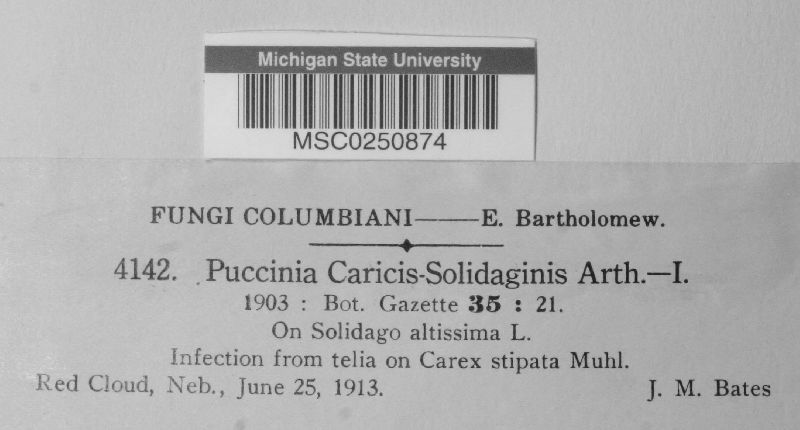 Michigan State University
MSC0250874
FUNGI COLUMBIANI——E. Bartholomew.
4142. Puccinia Caricis-Solidaginis Arth.—I.
1903 : Bot. Gazette 35 : 21.
On Solidago altissima L.
Infection from telia on Carex stipata Muhl.
Red Cloud, Neb., June 25, 1913. J. M. Bates